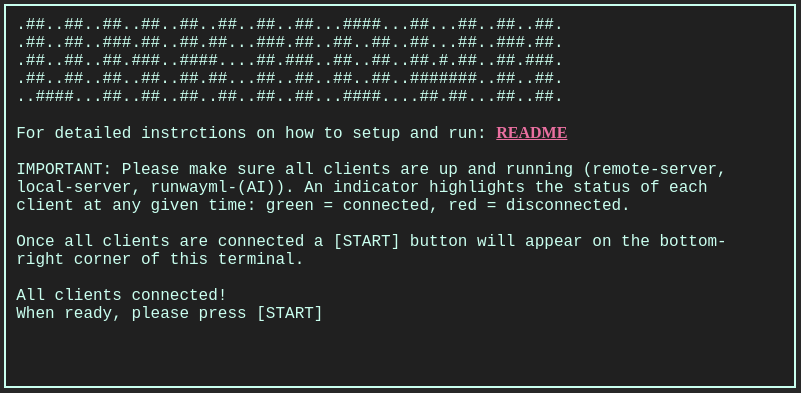 .##..##..##..##..##..##..##..##...####...##...##..##..##.
.##..##..###.##..##.##...###.##..##..##..##...##..###.##.
.##..##..##.###..####....##.###..##..##..##.#.##..##.###.
.##..##..##..##..##.##...##..##..##..##..#######..##..##.
..####...##..##..##..##..##..##...####....##.##...##..##.
For detailed instrctions on how to setup and run: README
IMPORTANT: Please make sure all clients are up and running (remote-server,
local-server, runwayml-(AI)). An indicator highlights the status of each
client at any given time: green = connected, red = disconnected.
Once all clients are connected a [START] button will appear on the bottom-
right corner of this terminal.
All clients connected!
When ready, please press [START]